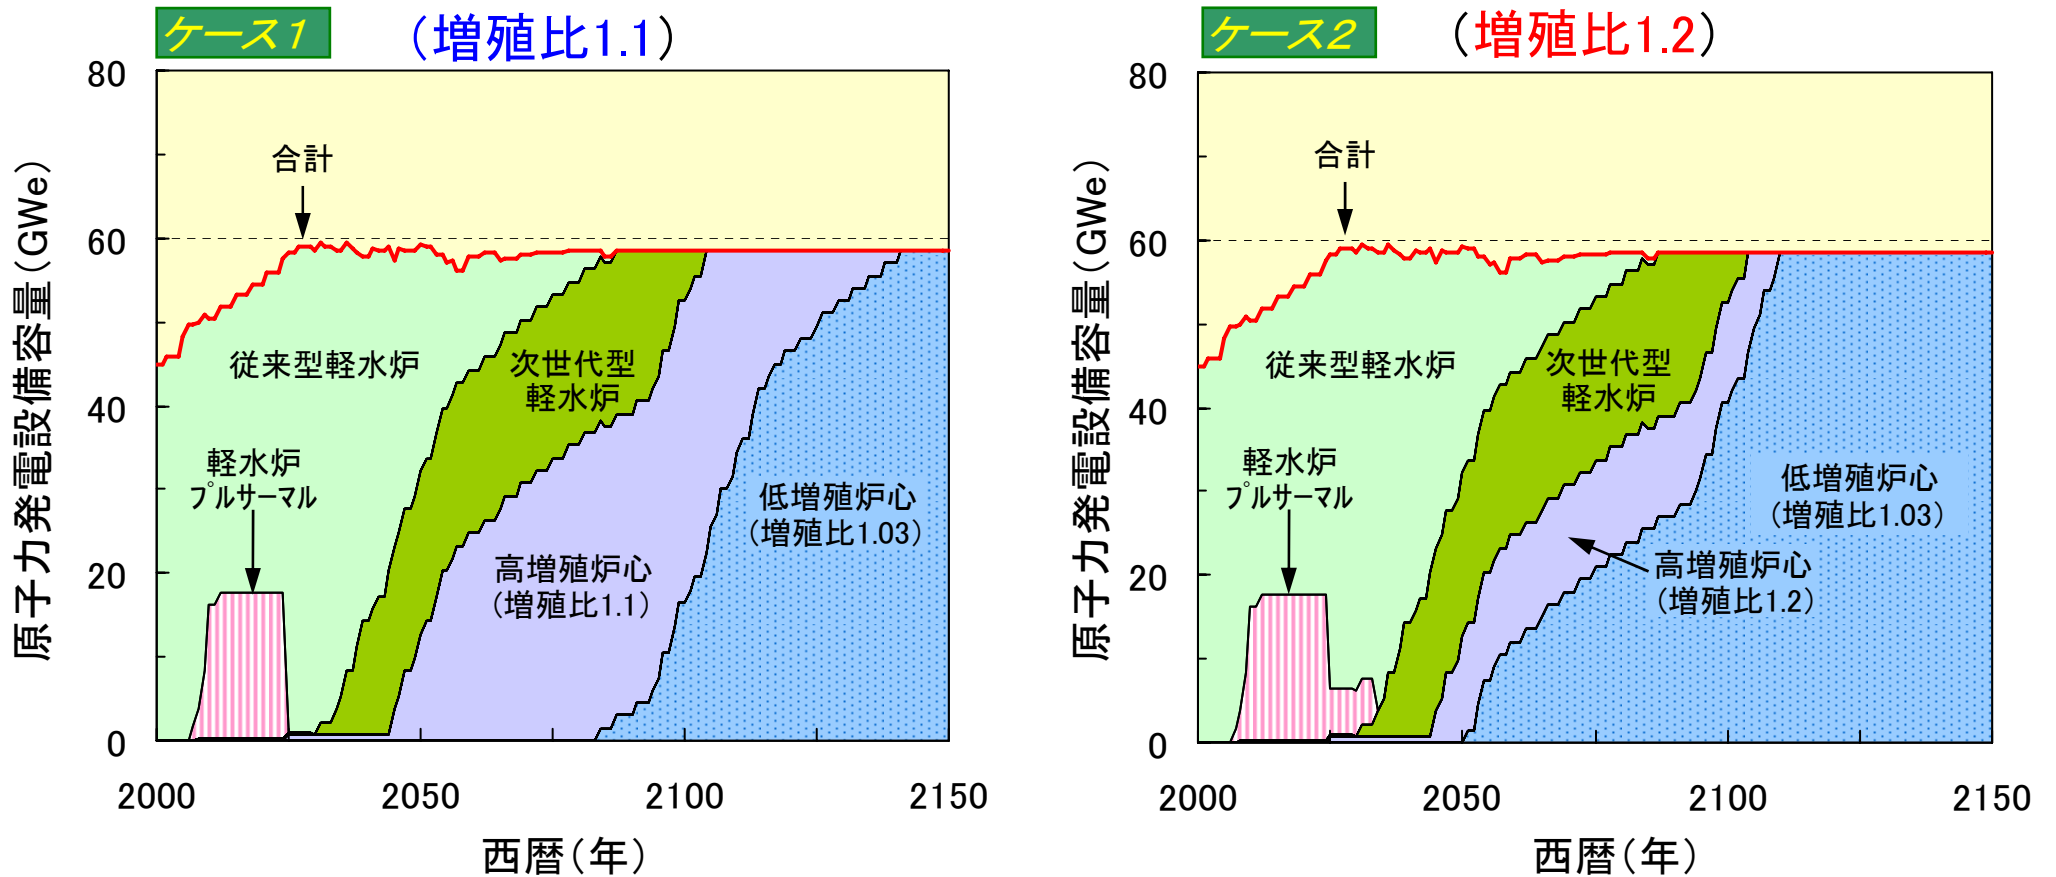 ケース1
（増殖比1.1）
80
60
40
20
0
2000
2050
2100
2150
原子力発電設備容量（GWe）
西暦（年）
合計
従来型軽水炉
次世代型
軽水炉
軽水炉
ﾌﾟﾙｻｰﾏﾙ
高増殖炉心
（増殖比1.1）
低増殖炉心
（増殖比1.03）
ケース2
（増殖比1.2）
80
60
40
20
0
2000
2050
2100
2150
原子力発電設備容量（GWe）
西暦（年）
合計
従来型軽水炉
次世代型
軽水炉
軽水炉
ﾌﾟﾙｻｰﾏﾙ
低増殖炉心
（増殖比1.03）
高増殖炉心
（増殖比1.2）